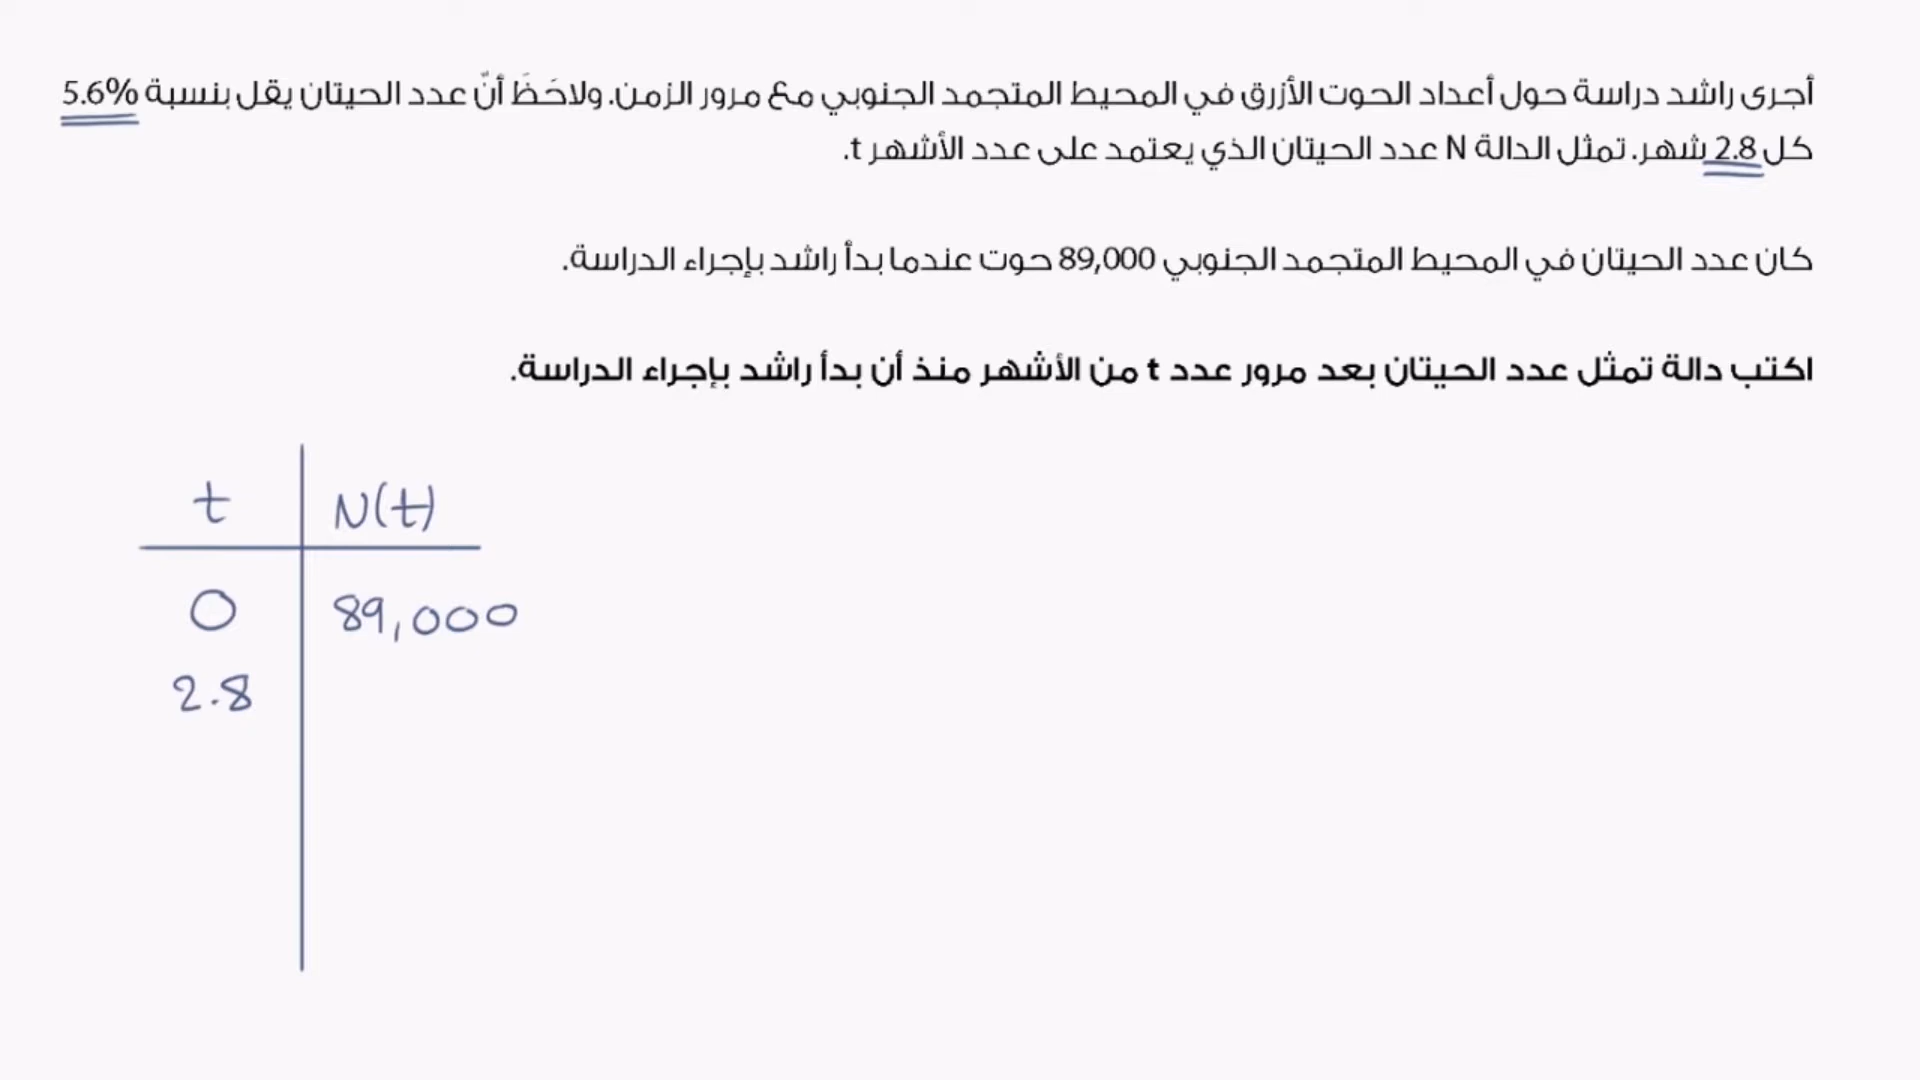 أجرى راشد دراسة حول أعداد الحوت الأزرق في المحيط المتجمد الجنوبي مع مرور الزمن. ولاحَظَ أنّ عدد الحيتان يقل بنسبة 5.6%
كل 2.8 شهر. تمثل الدالة N عدد الحيتان الذي يعتمد على عدد الأشهر t.
كان عدد الحيتان في المحيط المتجمد الجنوبي 89,000 حوت عندما بدأ راشد بإجراء الدراسة.
اكتب دالة تمثل عدد الحيتان بعد مرور عدد t من الأشهر منذ أن بدأ راشد بإجراء الدراسة.
t N(t)
0 89,000
2.8